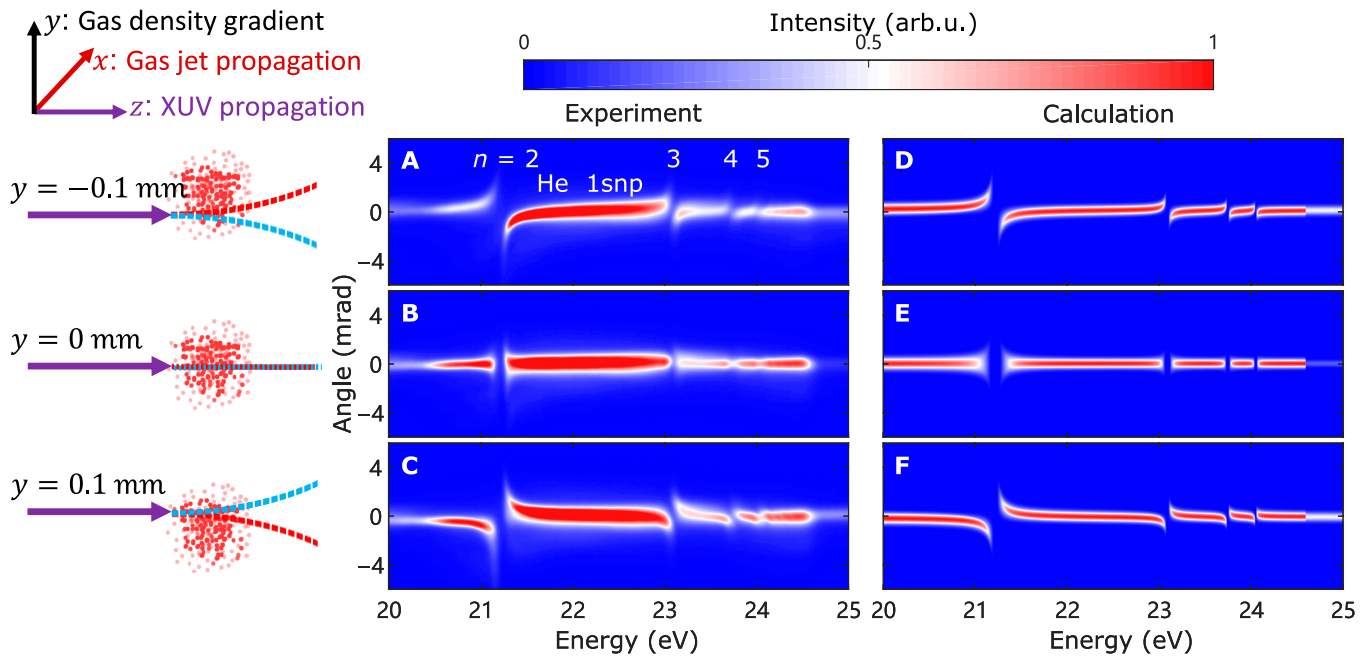 y: Gas density gradient
x: Gas jet propagation
z: XUV propagation
Intensity (arb.u.)
0 0.5 1
Experiment Calculation
y = −0.1 mm
y = 0 mm
y = 0.1 mm
A n = 2 3 4 5
He 1snp
D
B
E
C
F
4
0
−4
4
0
−4
4
0
−4
Angle (mrad)
20 21 22 23 24 25
20 21 22 23 24 25
Energy (eV) Energy (eV)